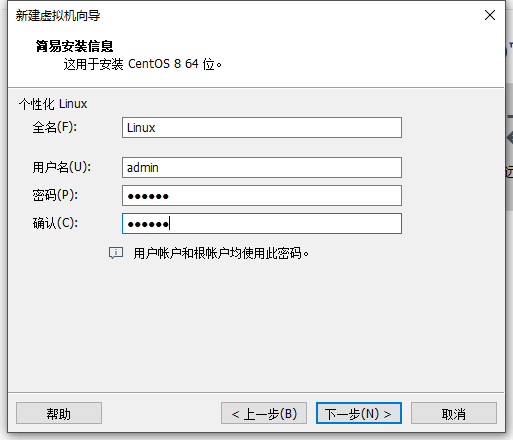 新建虚拟机向导
简易安装信息
这用于安装 CentOS 8 64 位。
个性化 Linux
全名(F): Linux
用户名(U): admin
密码(P): ●●●●●●
确认(C): ●●●●●●
用户帐户和根帐户均使用此密码。
帮助 < 上一步(B) 下一步(N) > 取消